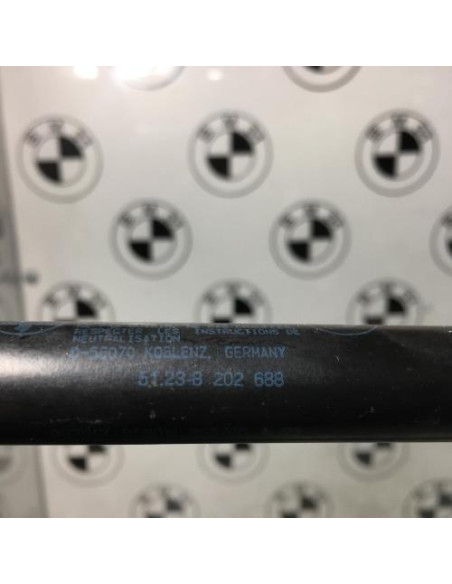 RESPECTER LES INSTRUCTIONS DE
NEUTRALISATION
D-56070 KOBLENZ, GERMANY
51.23-8 202 688